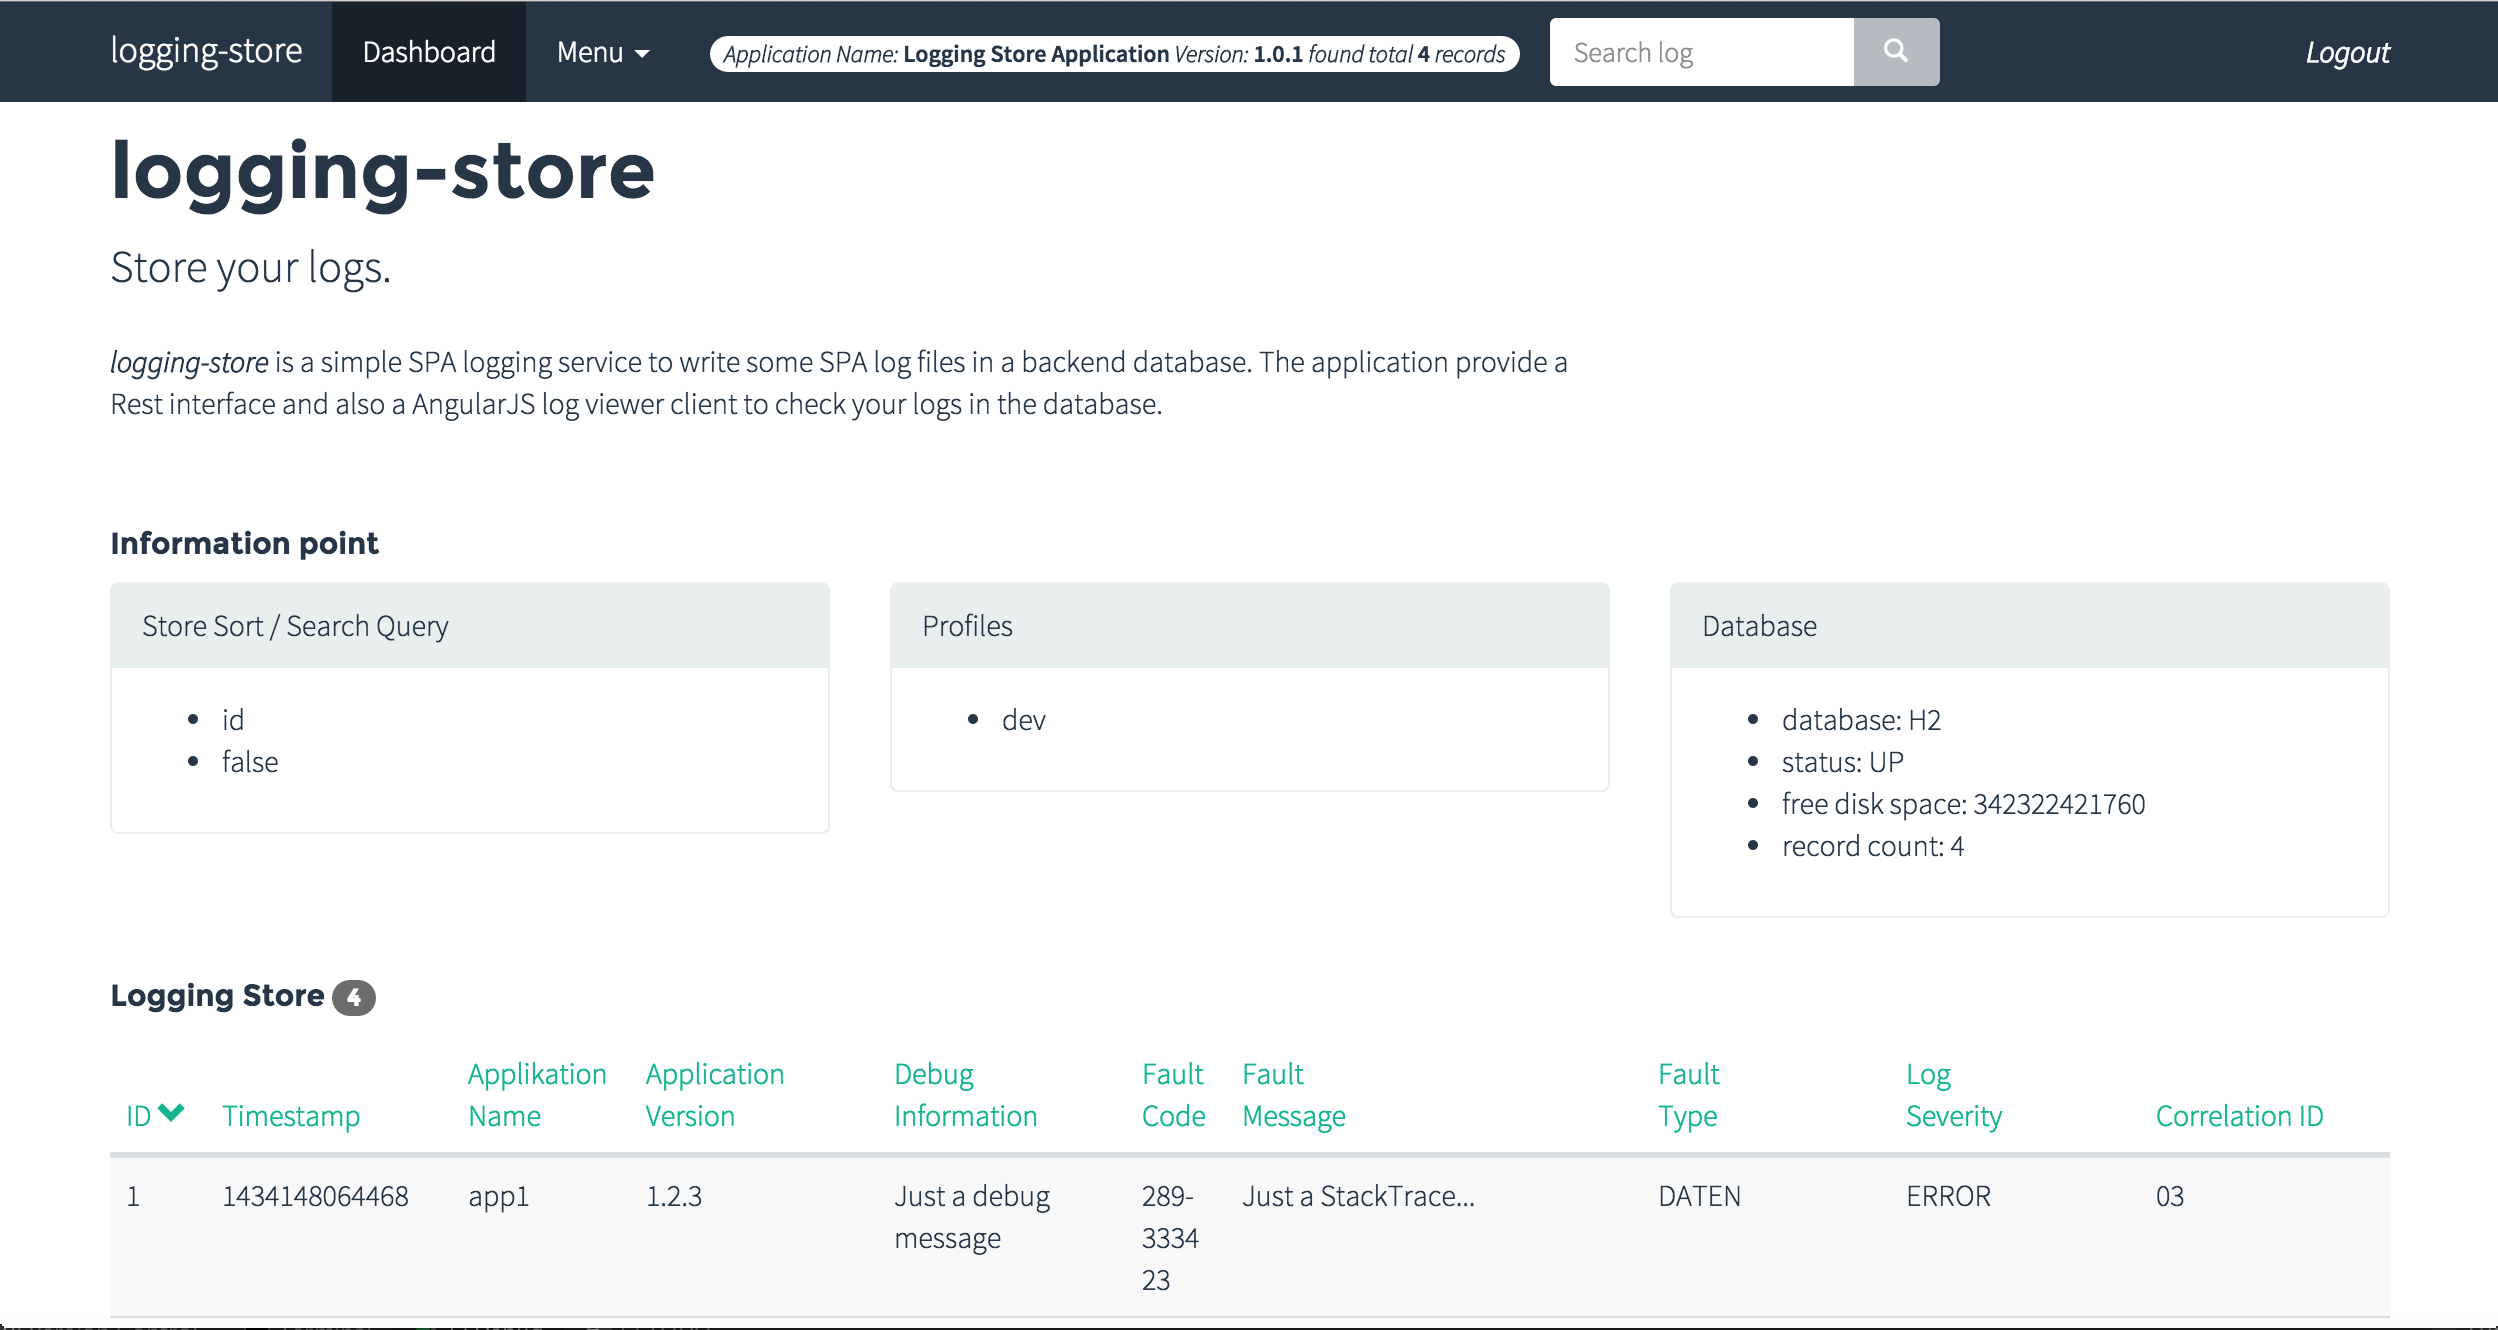 logging-store Dashboard Menu Application Name: Logging Store Application Version: 1.0.1 found total 4 records Search log Logout
logging-store
Store your logs.
logging-store is a simple SPA logging service to write some SPA log files in a backend database. The application provide a
Rest interface and also a AngularJS log viewer client to check your logs in the database.
Information point
Store Sort / Search Query
id
false
Profiles
dev
Database
database: H2
status: UP
free disk space: 342322421760
record count: 4
Logging Store 4
Applikation Application Debug Fault Fault Fault Log
ID Timestamp Name Version Information Code Message Type Severity Correlation ID
1 1434148064468 app1 1.2.3 Just a debug 289- Just a StackTrace... DATEN ERROR 03
message 3334
23